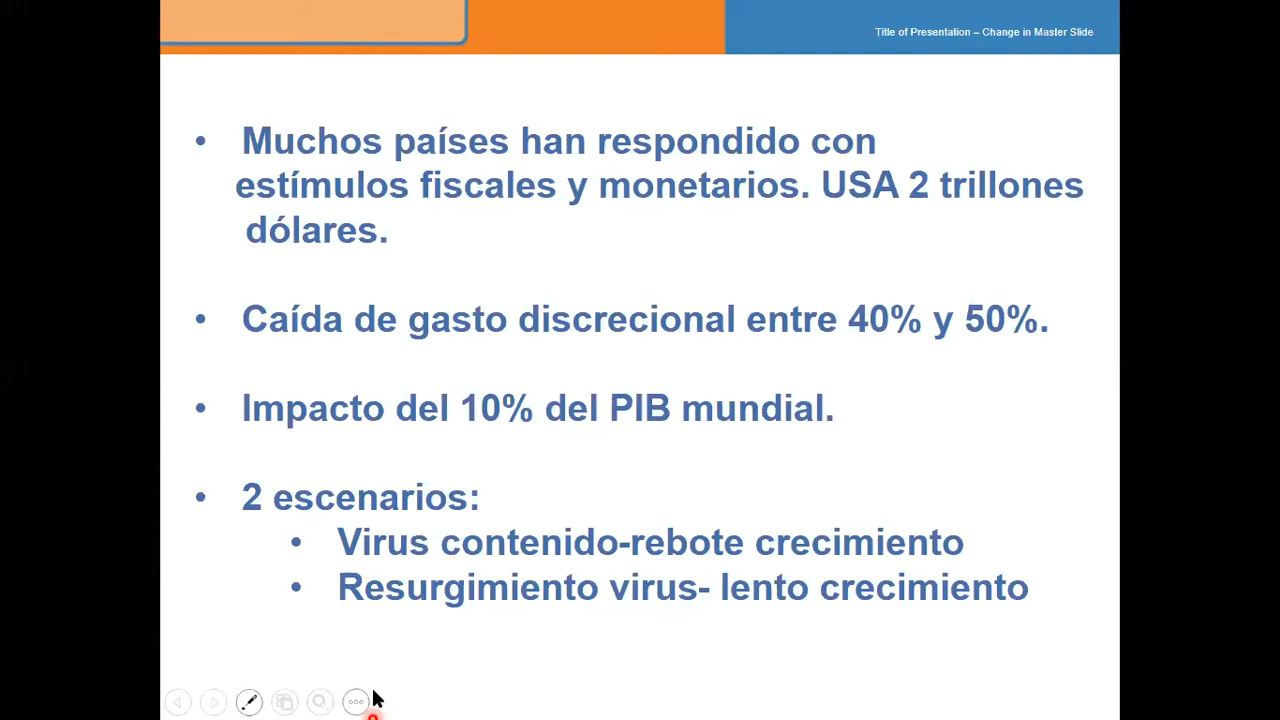 Title of Presentation – Change in Master Slide
• Muchos países han respondido con
estímulos fiscales y monetarios. USA 2 trillones
dólares.
• Caída de gasto discrecional entre 40% y 50%.
• Impacto del 10% del PIB mundial.
• 2 escenarios:
• Virus contenido-rebote crecimiento
• Resurgimiento virus- lento crecimiento